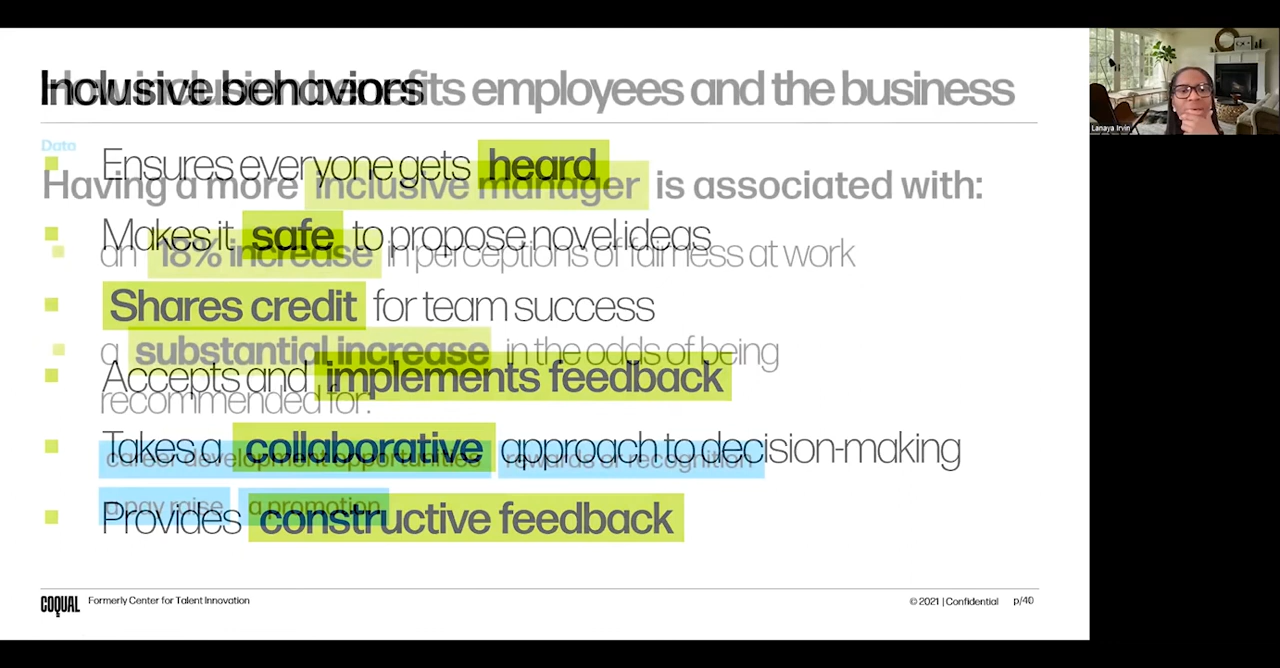 Inclusive behaviors
How inclusion benefits employees and the business
Data
Ensures everyone gets heard
Having a more inclusive manager is associated with:
Makes it safe to propose novel ideas
an 18% increase in perceptions of fairness at work
Shares credit for team success
a substantial increase in the odds of being
Accepts and implements feedback
recommended for:
Takes a collaborative approach to decision-making
career development opportunities rewards or recognition
a pay raise a promotion
Provides constructive feedback
COQUAL Formerly Center for Talent Innovation
© 2021 | Confidential p/40
Lanaya Irvin